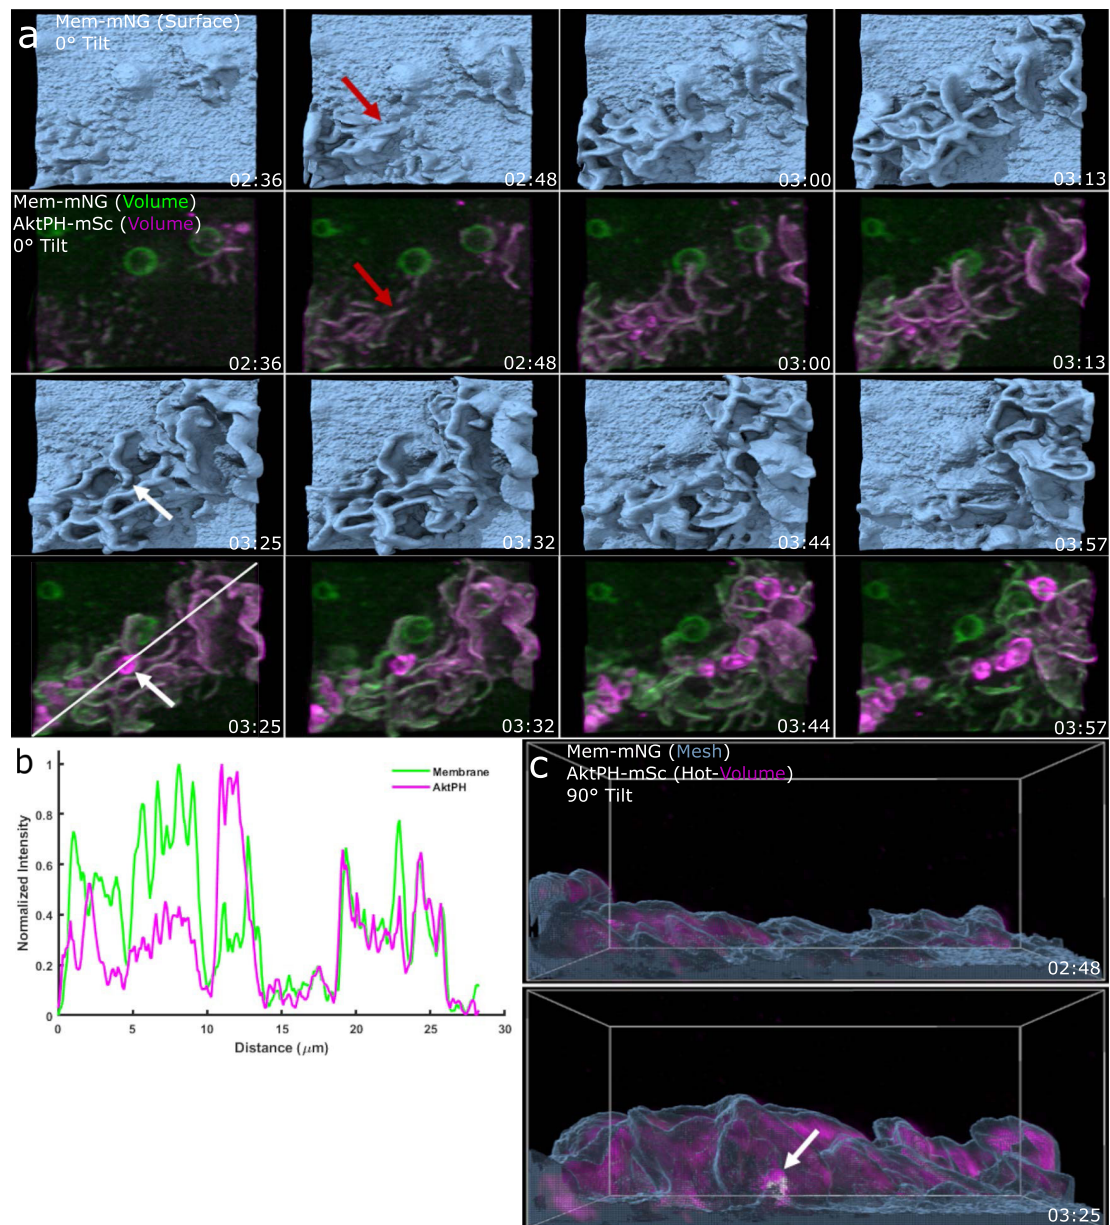 a
Mem-mNG (Surface)
0° Tilt
02:36
02:48
03:00
03:13
Mem-mNG (Volume)
AktPH-mSc (Volume)
0° Tilt
02:36
02:48
03:00
03:13
03:25
03:32
03:44
03:57
03:25
03:32
03:44
03:57
b
Normalized Intensity
1
0.8
0.6
0.4
0.2
0
0
5
10
15
20
25
30
Distance (μm)
Membrane
AktPH
c
Mem-mNG (Mesh)
AktPH-mSc (Hot-Volume)
90° Tilt
02:48
03:25